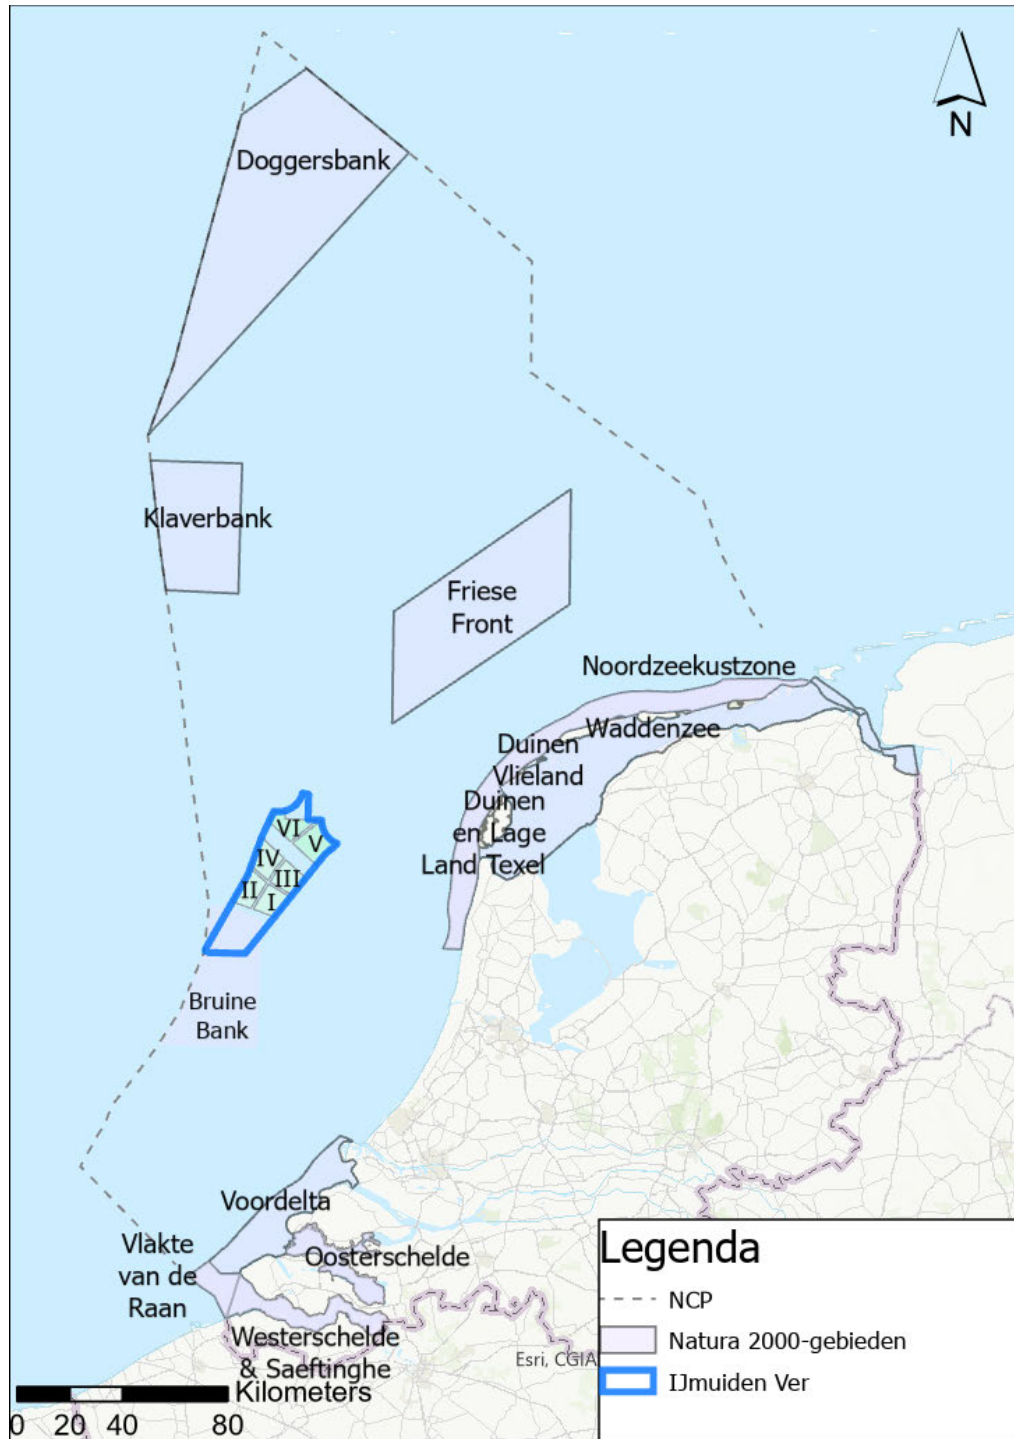 N
Doggersbank
Klaverbank
Friese
Front
Noordzeekustzone
Waddenzee
Duinen
Vlieland
Duinen
en Lage
Land Texel
VI
V
IV
III
II
I
Bruine
Bank
Voordelta
Vlakte
van de
Raan
Oosterschelde
Westerschelde
& Saeftinghe
Esri, CGIA
Kilometers
0 20 40 80
Legenda
NCP
Natura 2000-gebieden
IJmuiden Ver